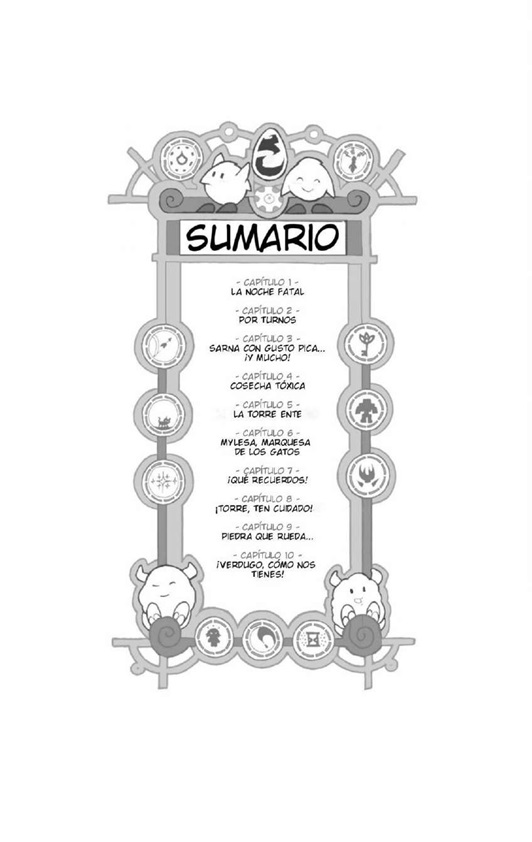 SUMARIO
- CAPÍTULO 1 -
LA NOCHE FATAL
- CAPÍTULO 2 -
POR TURNOS
- CAPÍTULO 3 -
SARNA CON GUSTO PICA...
¡Y MUCHO!
- CAPÍTULO 4 -
COSECHA TÓXICA
- CAPÍTULO 5 -
LA TORRE ENTE
- CAPÍTULO 6 -
MYLESA, MARQUESA
DE LOS GATOS
- CAPÍTULO 7 -
¡QUÉ RECUERDOS!
- CAPÍTULO 8 -
¡TORRE, TEN CUIDADO!
- CAPÍTULO 9 -
PIEDRA QUE RUEDA...
- CAPÍTULO 10 -
¡VERDUGO, CÓMO NOS
TIENES!